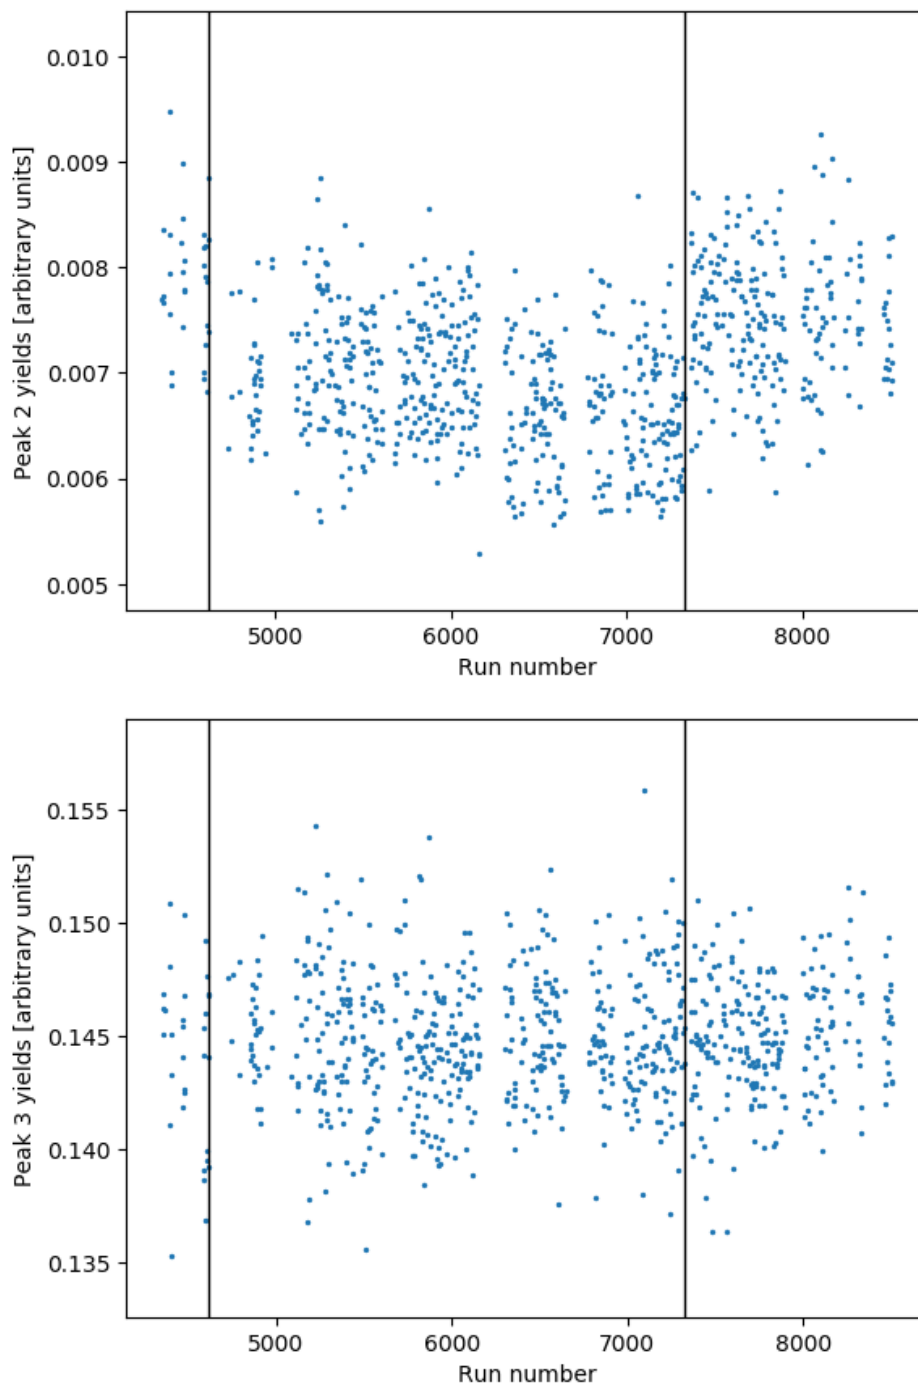 0.010
0.009
0.008
0.007
0.006
0.005
Peak 2 yields [arbitrary units]
5000 6000 7000 8000
Run number
0.155
0.150
0.145
0.140
0.135
Peak 3 yields [arbitrary units]
5000 6000 7000 8000
Run number